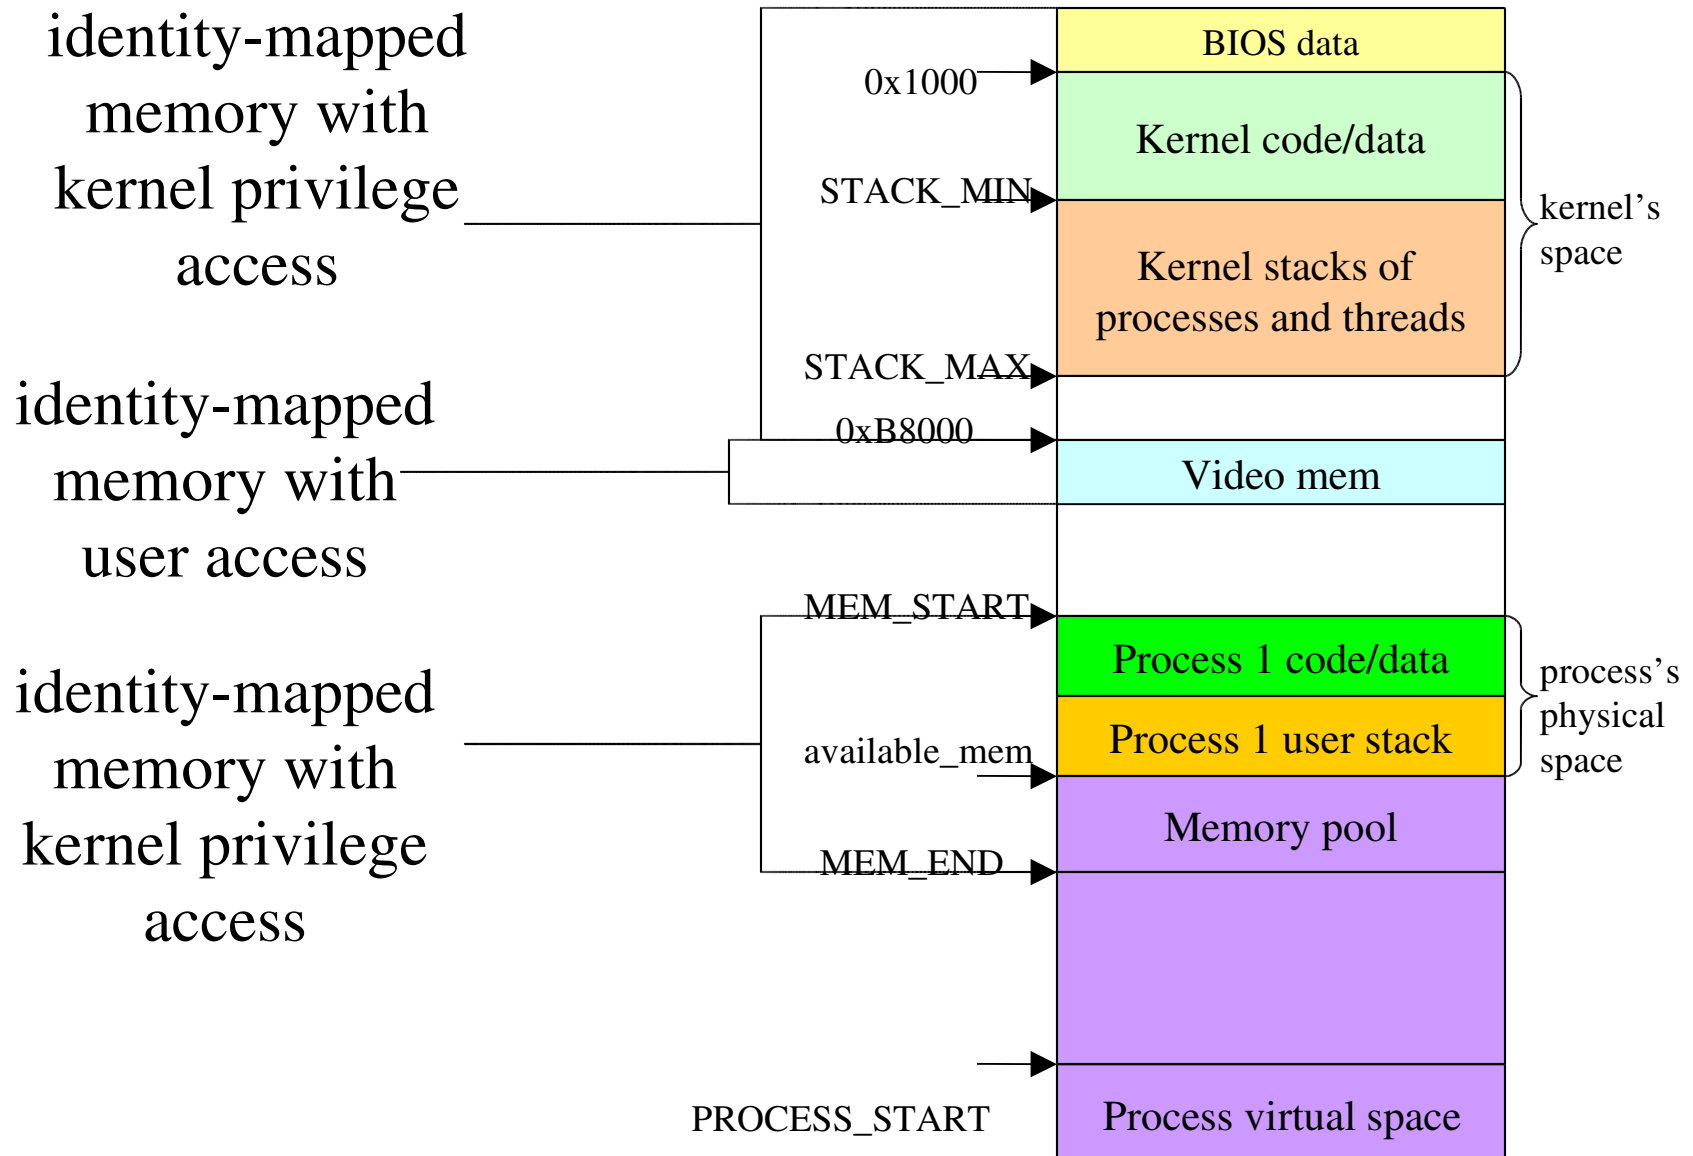 identity-mapped
memory with
kernel privilege
access
identity-mapped
memory with
user access
identity-mapped
memory with
kernel privilege
access
0x1000
STACK_MIN
STACK_MAX
0xB8000
MEM_START
available_mem
MEM_END
PROCESS_START
BIOS data
Kernel code/data
Kernel stacks of
processes and threads
Video mem
Process 1 code/data
Process 1 user stack
Memory pool
Process virtual space
kernel’s
space
process’s
physical
space